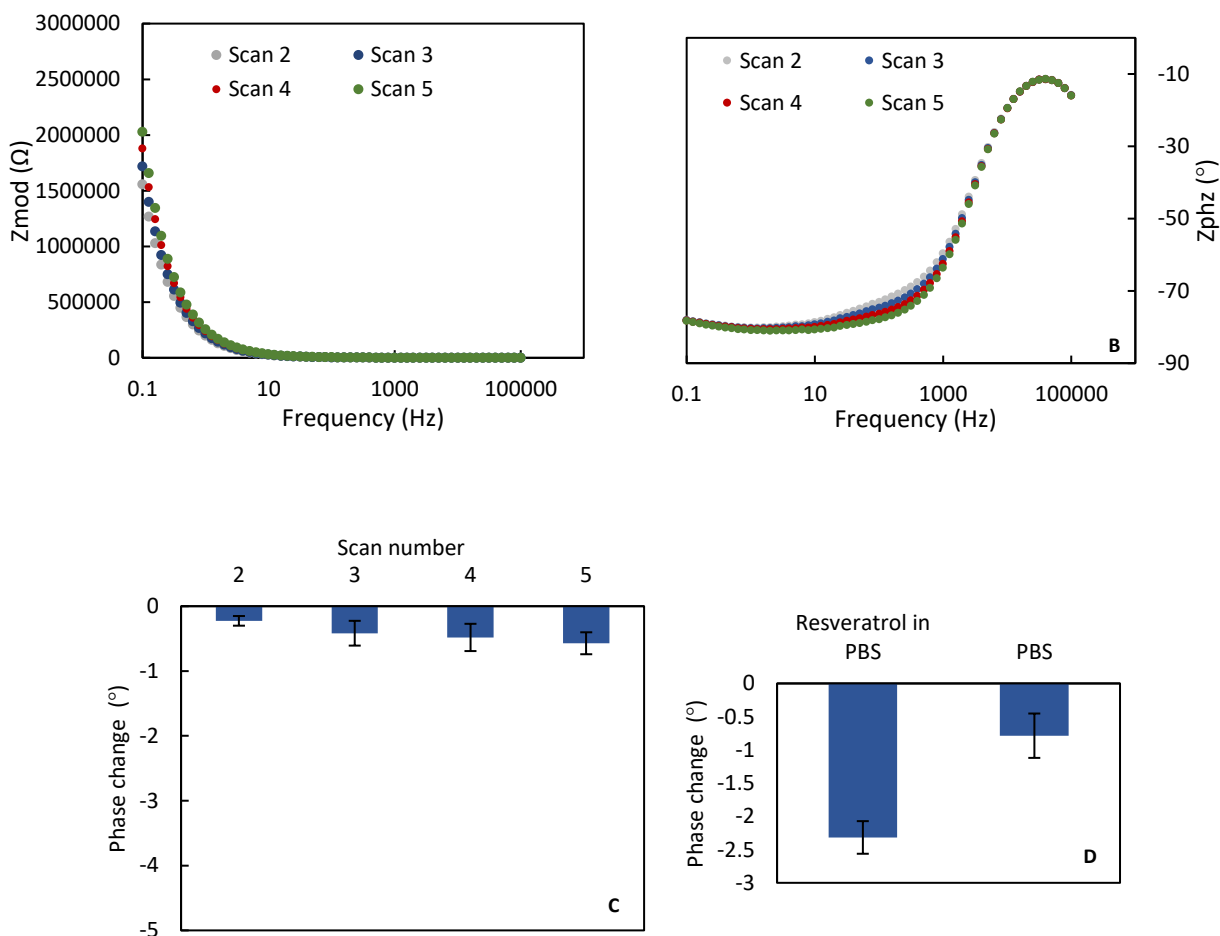 3000000
2500000
2000000
1500000
1000000
500000
0
Zmod (Ω)
Scan 2 Scan 3
Scan 4 Scan 5
0.1 10 1000 100000
Frequency (Hz)
Scan 2 Scan 3
Scan 4 Scan 5
-10
-30
-50
-70
-90
Zphz (°)
B
0.1 10 1000 100000
Frequency (Hz)
Scan number
2 3 4 5
0
-1
-2
-3
-4
-5
Phase change (°)
C
Resveratrol in
PBS PBS
0
-0.5
-1
-1.5
-2
-2.5
-3
Phase change (°)
D